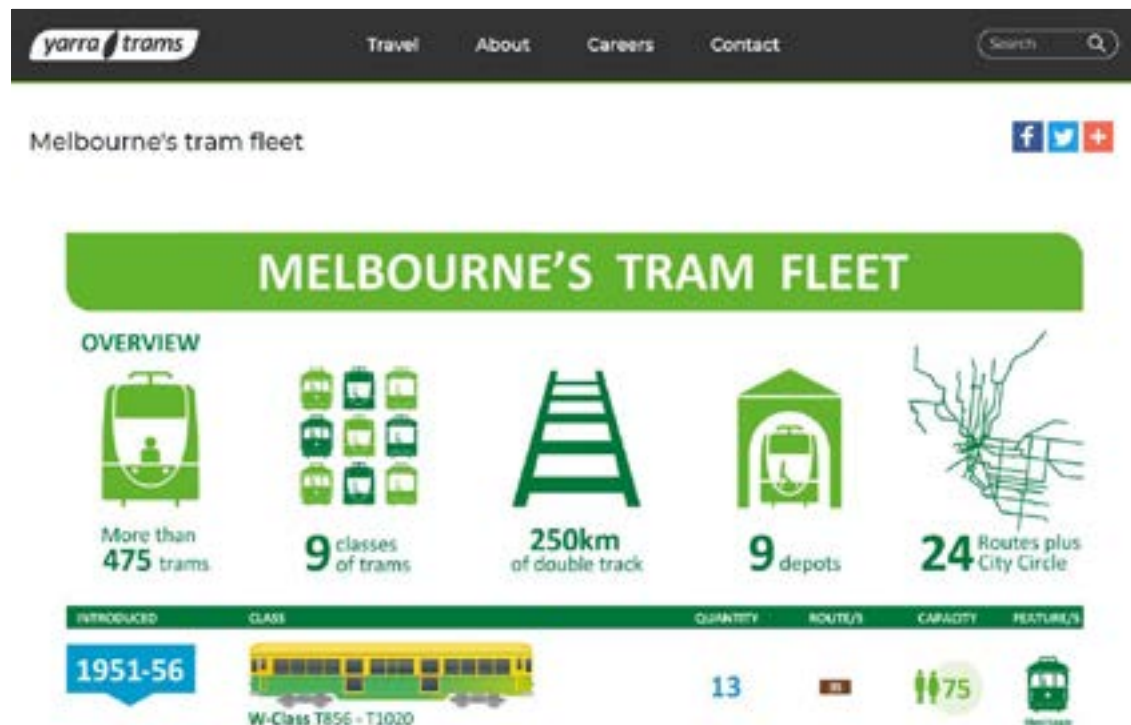 yarra trams
Travel About Careers Contact
Search
Melbourne's tram fleet
MELBOURNE'S TRAM FLEET
OVERVIEW
More than
475 trams
9 classes
of trams
250km
of double track
9 depots
24 Routes plus
City Circle
INTRODUCED CLASS QUANTITY ROUTE/S CAPACITY FEATURE/S
1951-56
13
75
W-Class T856 - T1020